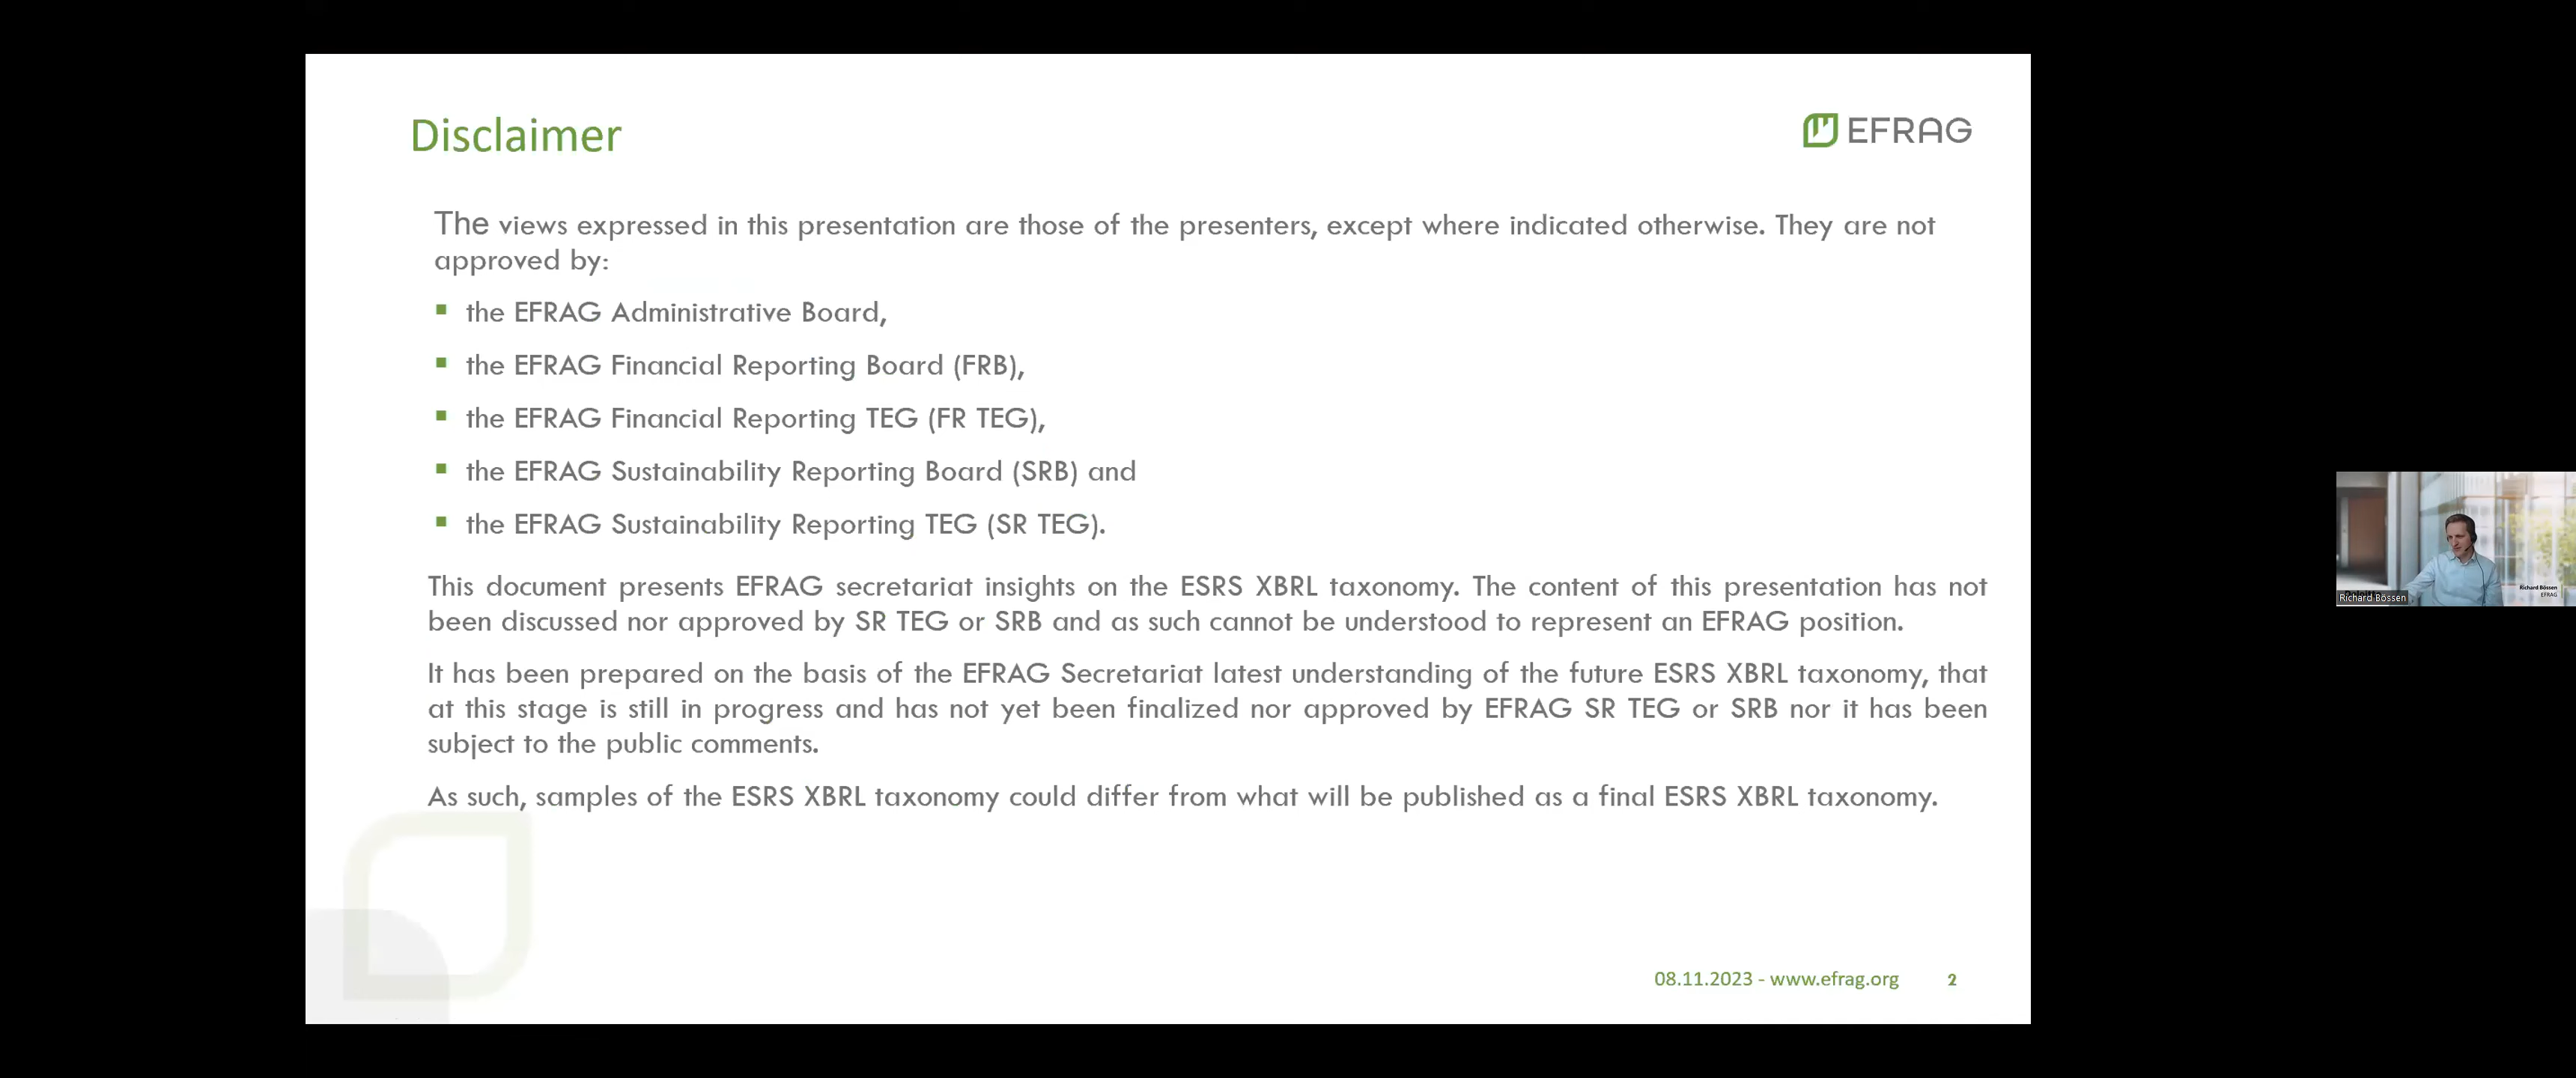 Disclaimer
EFRAG
The views expressed in this presentation are those of the presenters, except where indicated otherwise. They are not
approved by:
▪ the EFRAG Administrative Board,
▪ the EFRAG Financial Reporting Board (FRB),
▪ the EFRAG Financial Reporting TEG (FR TEG),
▪ the EFRAG Sustainability Reporting Board (SRB) and
▪ the EFRAG Sustainability Reporting TEG (SR TEG).
This document presents EFRAG secretariat insights on the ESRS XBRL taxonomy. The content of this presentation has not
been discussed nor approved by SR TEG or SRB and as such cannot be understood to represent an EFRAG position.
It has been prepared on the basis of the EFRAG Secretariat latest understanding of the future ESRS XBRL taxonomy, that
at this stage is still in progress and has not yet been finalized nor approved by EFRAG SR TEG or SRB nor it has been
subject to the public comments.
As such, samples of the ESRS XBRL taxonomy could differ from what will be published as a final ESRS XBRL taxonomy.
08.11.2023 - www.efrag.org 2
Richard Bössen
EFRAG
Richard Bössen